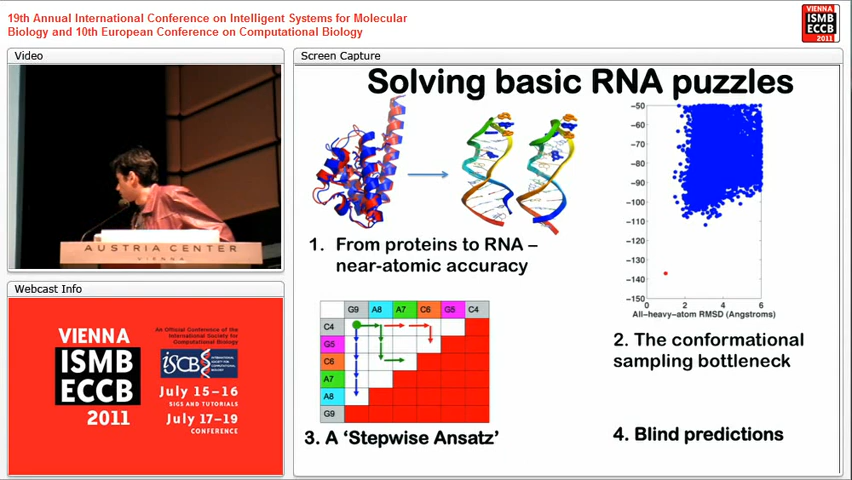 19th Annual International Conference on Intelligent Systems for Molecular
Biology and 10th European Conference on Computational Biology
VIENNA
ISMB
ECCB
2011
Video
Screen Capture
AUSTRIA CENTER
VIENNA
Webcast Info
VIENNA
ISMB
ECCB
2011
An Official Conference of the
International Society for
Computational Biology
ISCB
INTERNATIONAL
SOCIETY FOR
COMPUTATIONAL
BIOLOGY
July 15–16
SIGS AND TUTORIALS
July 17–19
CONFERENCE
Solving basic RNA puzzles
1. From proteins to RNA –
near-atomic accuracy
-50
-60
-70
-80
-90
-100
-110
-120
-130
-140
-150
0 2 4 6
All-heavy-atom RMSD (Angstroms)
2. The conformational
sampling bottleneck
G9 A8 A7 C6 G5 C4
C4
G5
C6
A7
A8
G9
3. A ‘Stepwise Ansatz’
4. Blind predictions